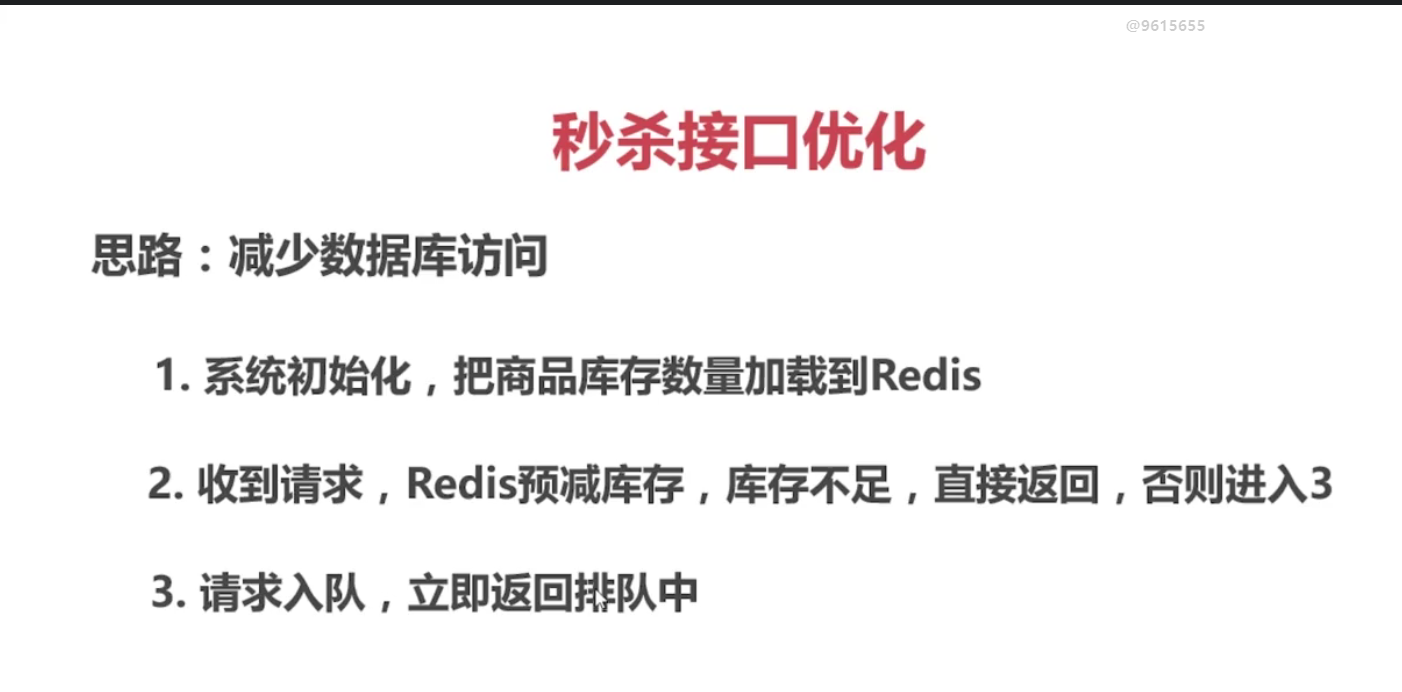 @9615655
秒杀接口优化
思路：减少数据库访问
1. 系统初始化，把商品库存数量加载到Redis
2. 收到请求，Redis预减库存，库存不足，直接返回，否则进入3
3. 请求入队，立即返回排队中